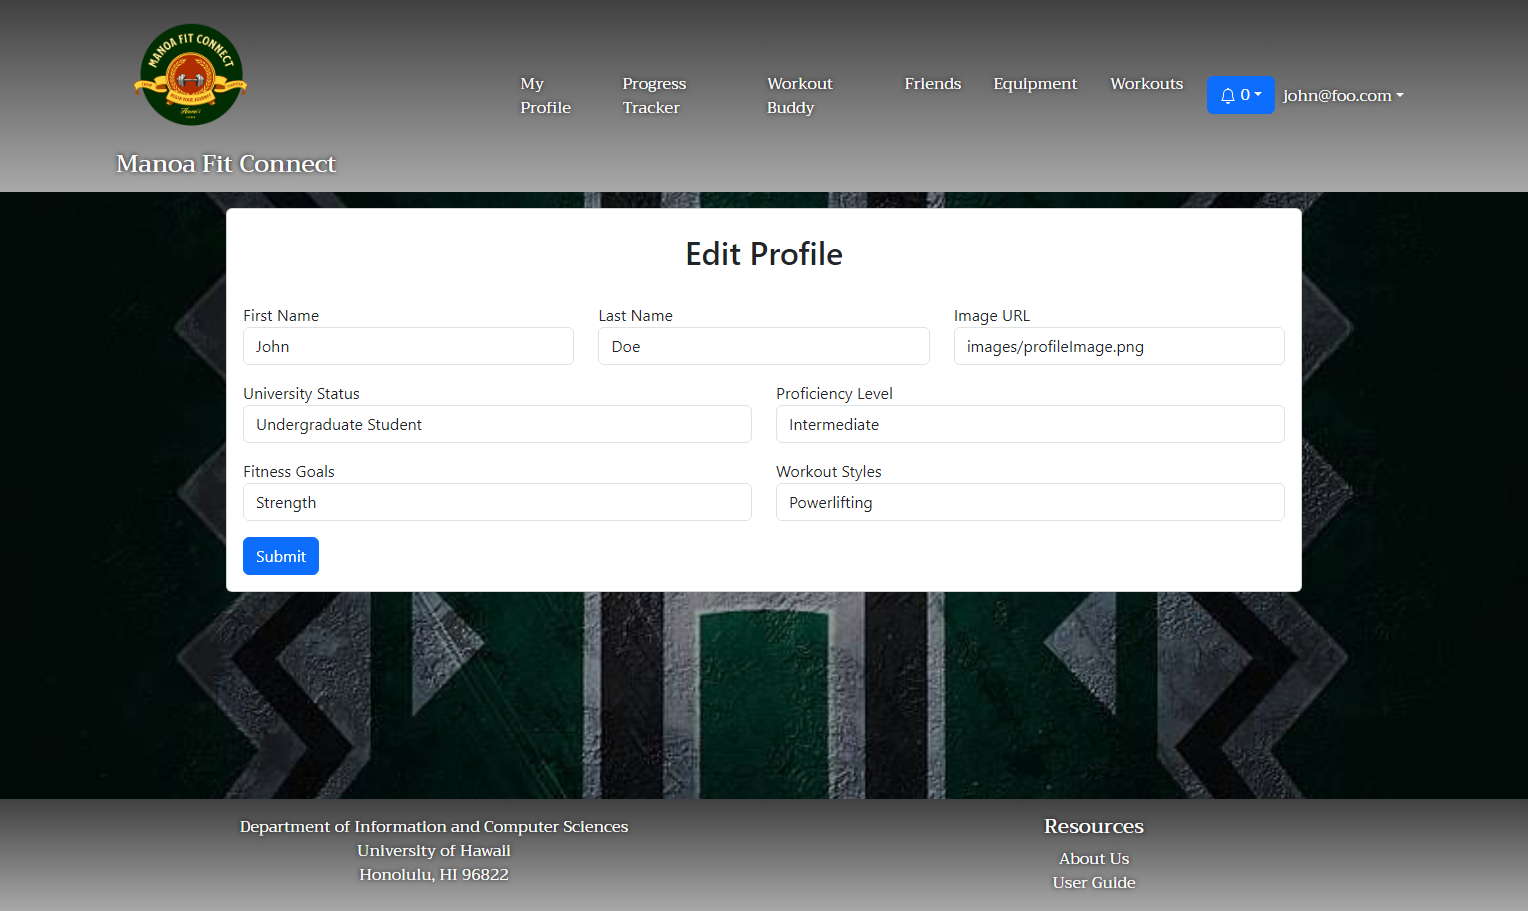 MANOA FIT CONNECT
My Profile
Progress Tracker
Workout Buddy
Friends
Equipment
Workouts
0
john@foo.com
Manoa Fit Connect
Edit Profile
First Name
Last Name
Image URL
John
Doe
images/profileImage.png
University Status
Proficiency Level
Undergraduate Student
Intermediate
Fitness Goals
Workout Styles
Strength
Powerlifting
Submit
Department of Information and Computer Sciences
University of Hawaii
Honolulu, HI 96822
Resources
About Us
User Guide